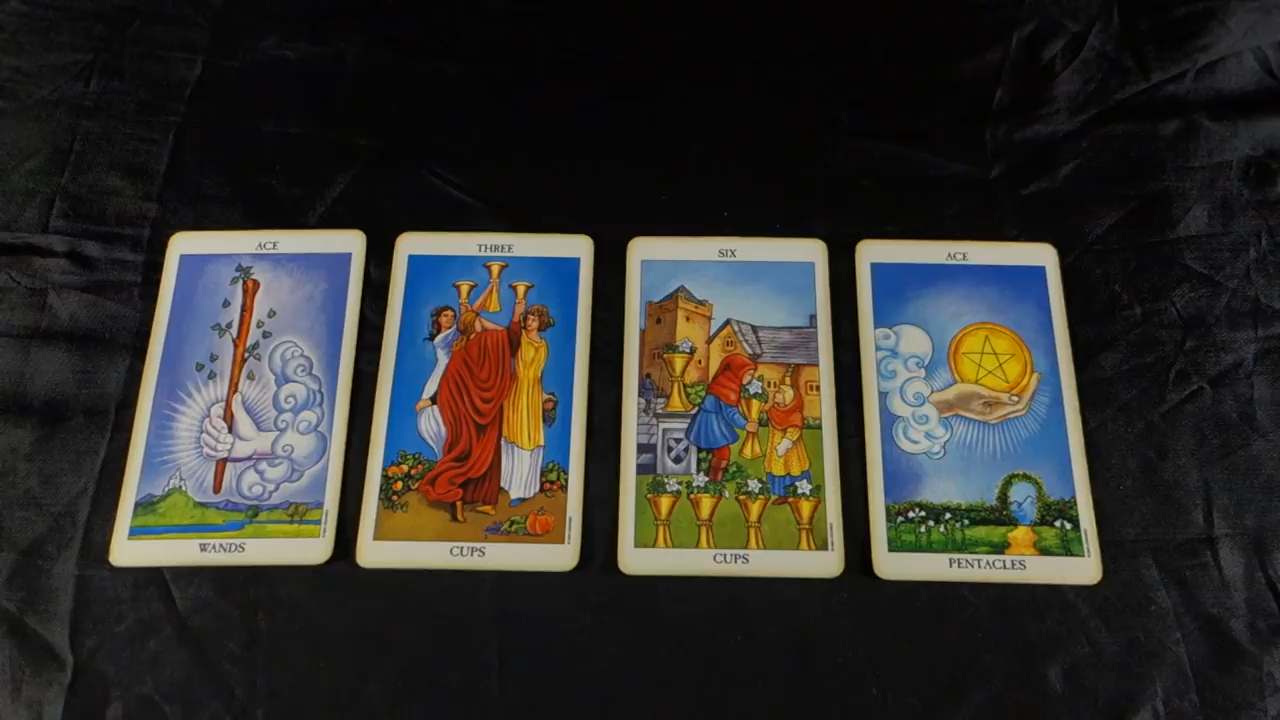 ACE
WANDS
THREE
CUPS
SIX
CUPS
ACE
PENTACLES